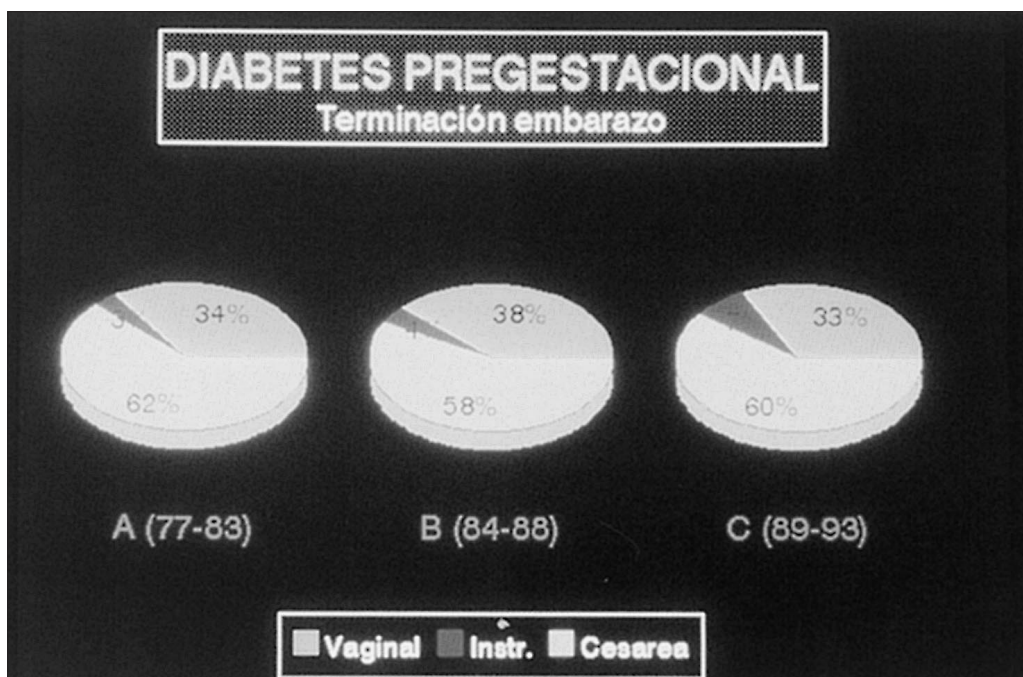 DIABETES PREGESTACIONAL
Terminación embarazo
34%
62%
38%
58%
33%
60%
A (77-83)
B (84-88)
C (89-93)
Vaginal Instr. Cesarea